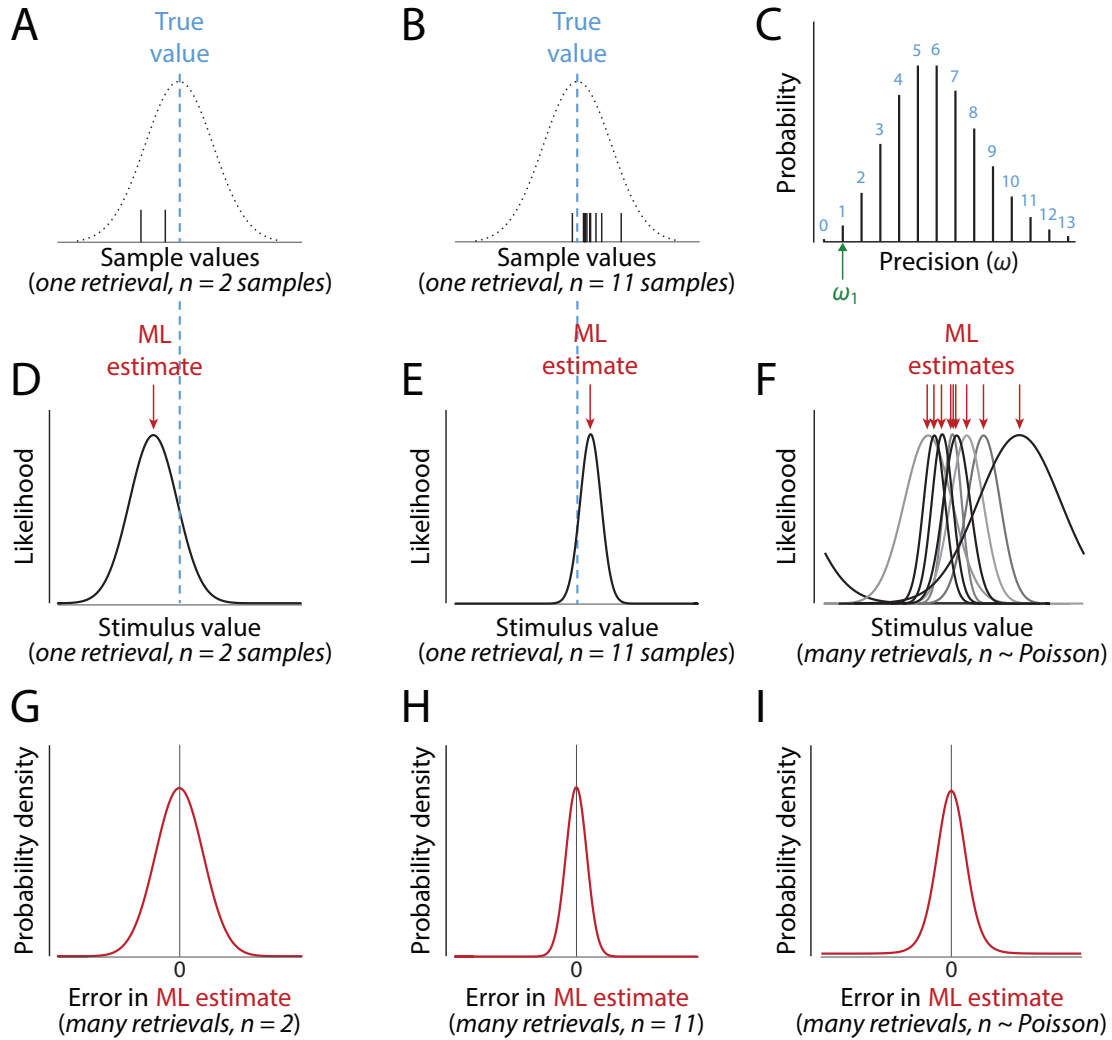 A
True
value
Sample values
(one retrieval, n = 2 samples)
B
True
value
Sample values
(one retrieval, n = 11 samples)
C
Probability
0
1
2
3
4
5
6
7
8
9
10
11
12
13
Precision (ω)
ω1
D
ML
estimate
Likelihood
Stimulus value
(one retrieval, n = 2 samples)
E
ML
estimate
Likelihood
Stimulus value
(one retrieval, n = 11 samples)
F
ML
estimates
Likelihood
Stimulus value
(many retrievals, n ~ Poisson)
G
Probability density
0
Error in ML estimate
(many retrievals, n = 2)
H
Probability density
0
Error in ML estimate
(many retrievals, n = 11)
I
Probability density
0
Error in ML estimate
(many retrievals, n ~ Poisson)